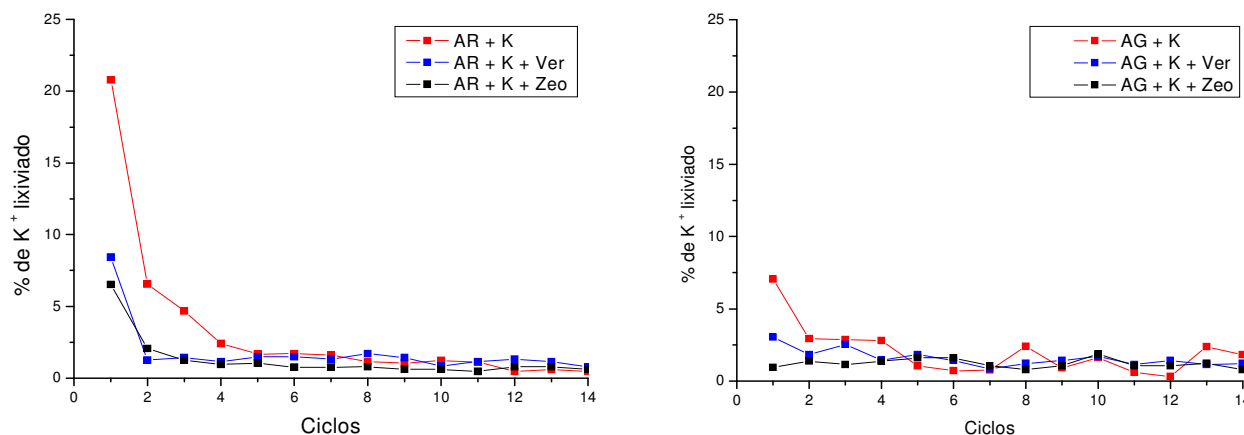 25
20
15
10
5
0
0
2
4
6
8
10
12
14
% de K + lixiviado
Ciclos
AR + K
AR + K + Ver
AR + K + Zeo
25
20
15
10
5
0
0
2
4
6
8
10
12
14
% de K + lixiviado
Ciclos
AG + K
AG + K + Ver
AG + K + Zeo